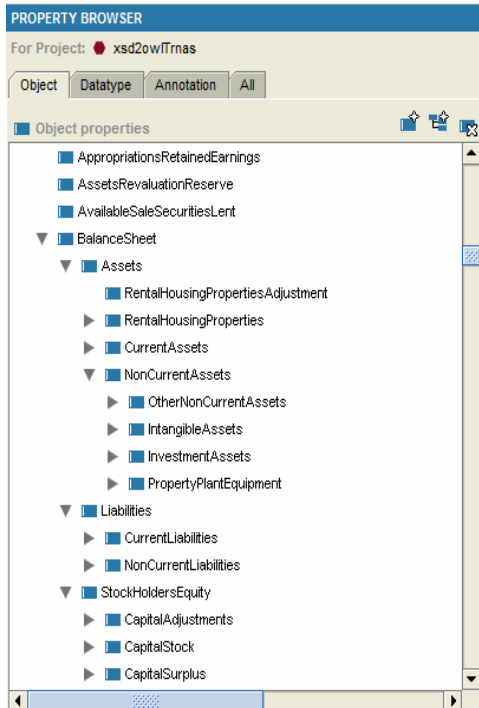 PROPERTY BROWSER
For Project: xsd2owlTrnas
Object Datatype Annotation All
Object properties
AppropriationsRetainedEarnings
AssetsRevaluationReserve
AvailableSaleSecuritiesLent
BalanceSheet
Assets
RentalHousingPropertiesAdjustment
RentalHousingProperties
CurrentAssets
NonCurrentAssets
OtherNonCurrentAssets
IntangibleAssets
InvestmentAssets
PropertyPlantEquipment
Liabilities
CurrentLiabilities
NonCurrentLiabilities
StockHoldersEquity
CapitalAdjustments
CapitalStock
CapitalSurplus